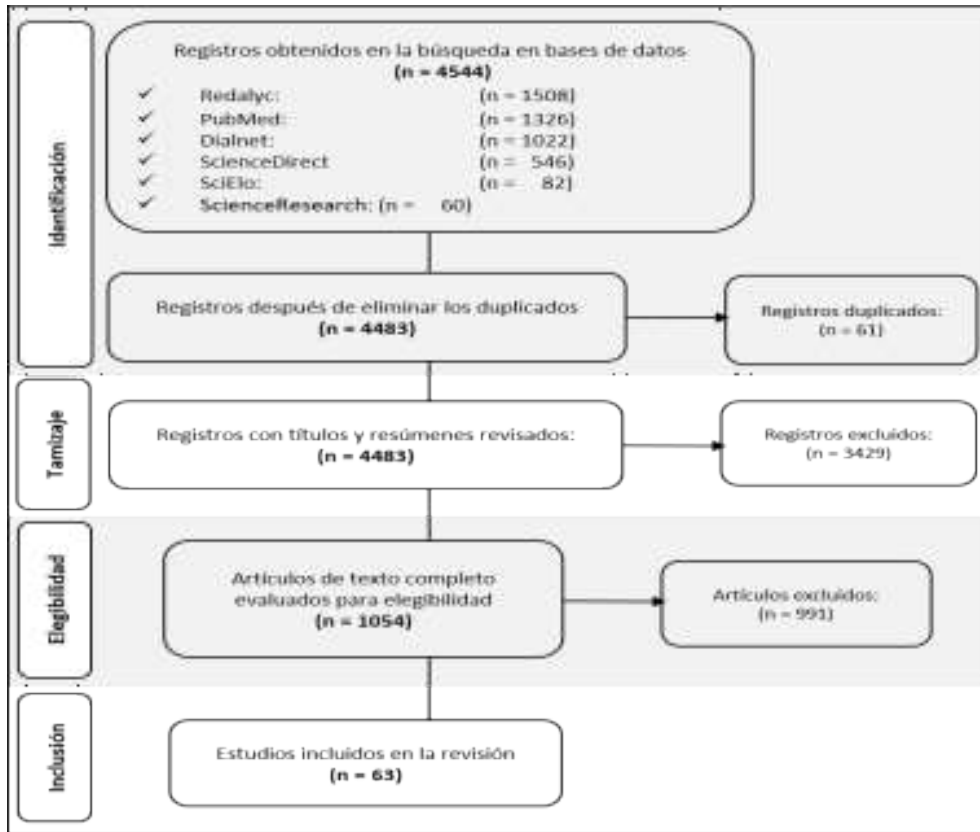 Identificación
Registros obtenidos en la búsqueda en bases de datos
(n = 4544)
✓ Redalyc: (n = 1508)
✓ PubMed: (n = 1326)
✓ Dialnet: (n = 1022)
✓ ScienceDirect (n = 546)
✓ SciElo: (n = 82)
✓ ScienceResearch: (n = 60)
Registros después de eliminar los duplicados
(n = 4483)
Registros duplicados:
(n = 61)
Tamizaje
Registros con títulos y resúmenes revisados:
(n = 4483)
Registros excluidos:
(n = 3429)
Elegibilidad
Artículos de texto completo
evaluados para elegibilidad
(n = 1054)
Artículos excluidos:
(n = 991)
Inclusión
Estudios incluidos en la revisión
(n = 63)